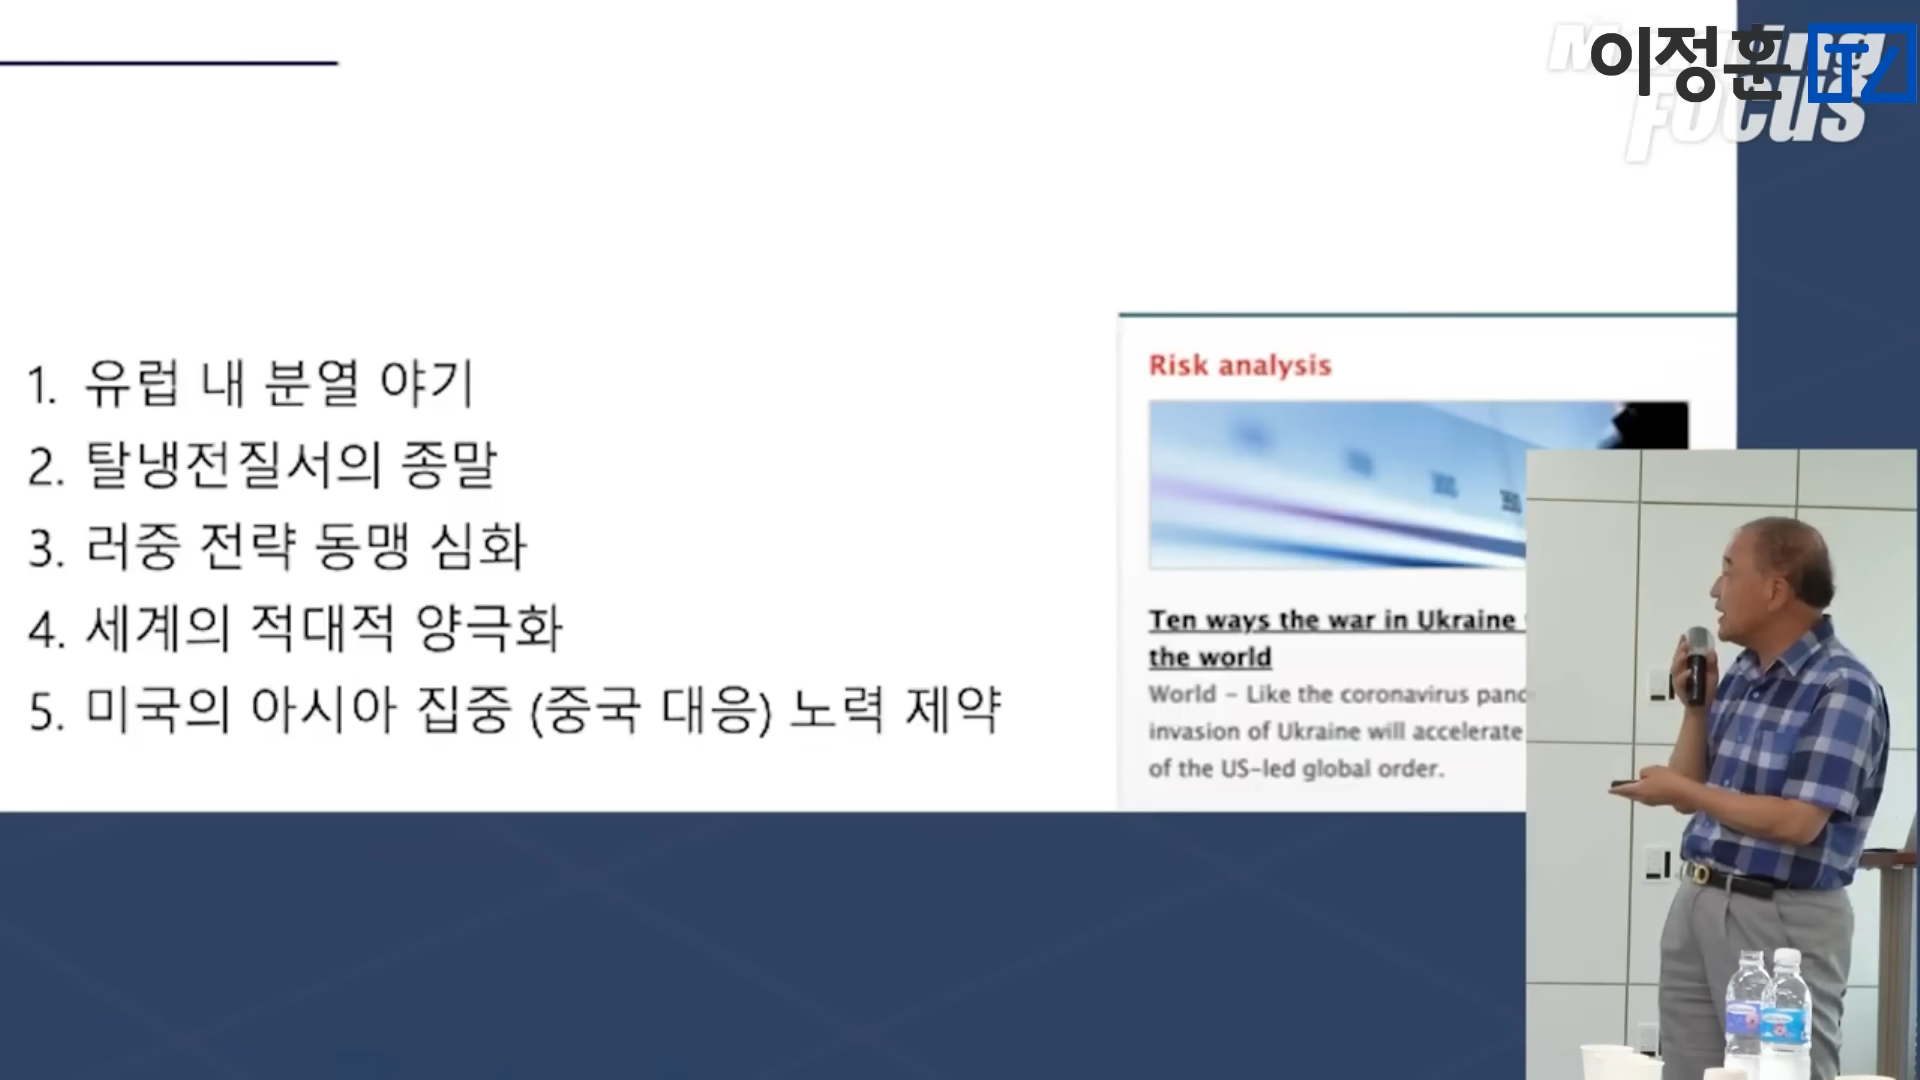 이정훈 TV
Morning
Focus
1. 유럽 내 분열 야기
2. 탈냉전질서의 종말
3. 러중 전략 동맹 심화
4. 세계의 적대적 양극화
5. 미국의 아시아 집중 (중국 대응) 노력 제약
Risk analysis
Ten ways the war in Ukraine
the world
World – Like the coronavirus
invasion of Ukraine will accelerate
of the US-led global order.